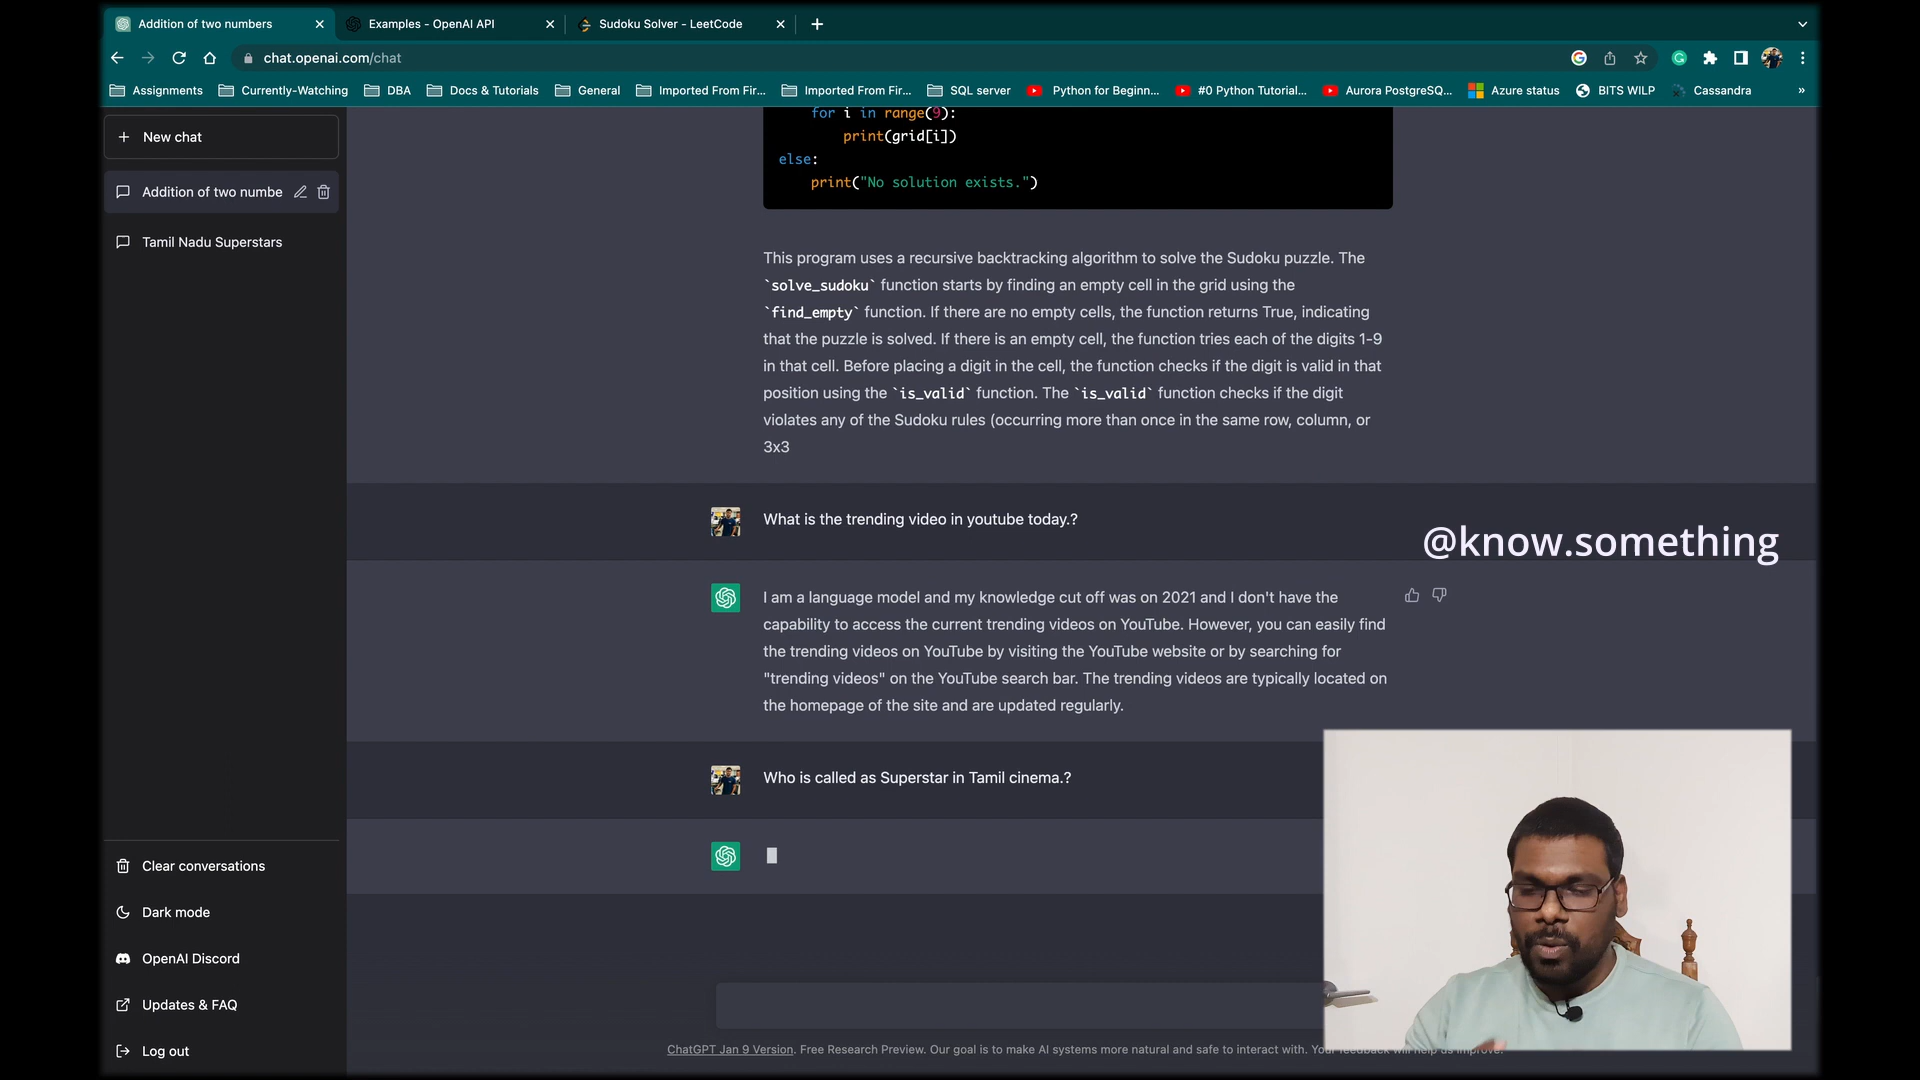 Addition of two numbers
Examples - OpenAI API
Sudoku Solver - LeetCode
chat.openai.com/chat
Assignments
Currently-Watching
DBA
Docs & Tutorials
General
Imported From Fir...
Imported From Fir...
SQL server
Python for Beginn...
#0 Python Tutorial...
Aurora PostgreSQ...
Azure status
BITS WILP
Cassandra
»
New chat
Addition of two numbe
Tamil Nadu Superstars
for i in range(9):
print(grid[i])
else:
print("No solution exists.")
This program uses a recursive backtracking algorithm to solve the Sudoku puzzle. The
`solve_sudoku` function starts by finding an empty cell in the grid using the
`find_empty` function. If there are no empty cells, the function returns True, indicating
that the puzzle is solved. If there is an empty cell, the function tries each of the digits 1-9
in that cell. Before placing a digit in the cell, the function checks if the digit is valid in that
position using the `is_valid` function. The `is_valid` function checks if the digit
violates any of the Sudoku rules (occurring more than once in the same row, column, or
3x3
What is the trending video in youtube today.?
@know.something
I am a language model and my knowledge cut off was on 2021 and I don't have the
capability to access the current trending videos on YouTube. However, you can easily find
the trending videos on YouTube by visiting the YouTube website or by searching for
"trending videos" on the YouTube search bar. The trending videos are typically located on
the homepage of the site and are updated regularly.
Who is called as Superstar in Tamil cinema.?
Clear conversations
Dark mode
OpenAI Discord
Updates & FAQ
Log out
ChatGPT Jan 9 Version. Free Research Preview. Our goal is to make AI systems more natural and safe to interact with. Your feedback will help us improve.